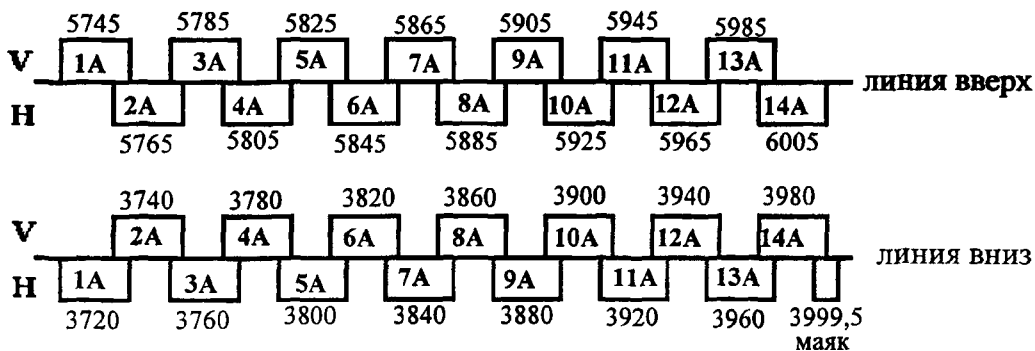 5745 5785 5825 5865 5905 5945 5985
V 1A 3A 5A 7A 9A 11A 13A
линия вверх
H 2A 4A 6A 8A 10A 12A 14A
5765 5805 5845 5885 5925 5965 6005
3740 3780 3820 3860 3900 3940 3980
V 2A 4A 6A 8A 10A 12A 14A
линия вниз
H 1A 3A 5A 7A 9A 11A 13A
3720 3760 3800 3840 3880 3920 3960 3999,5
маяк